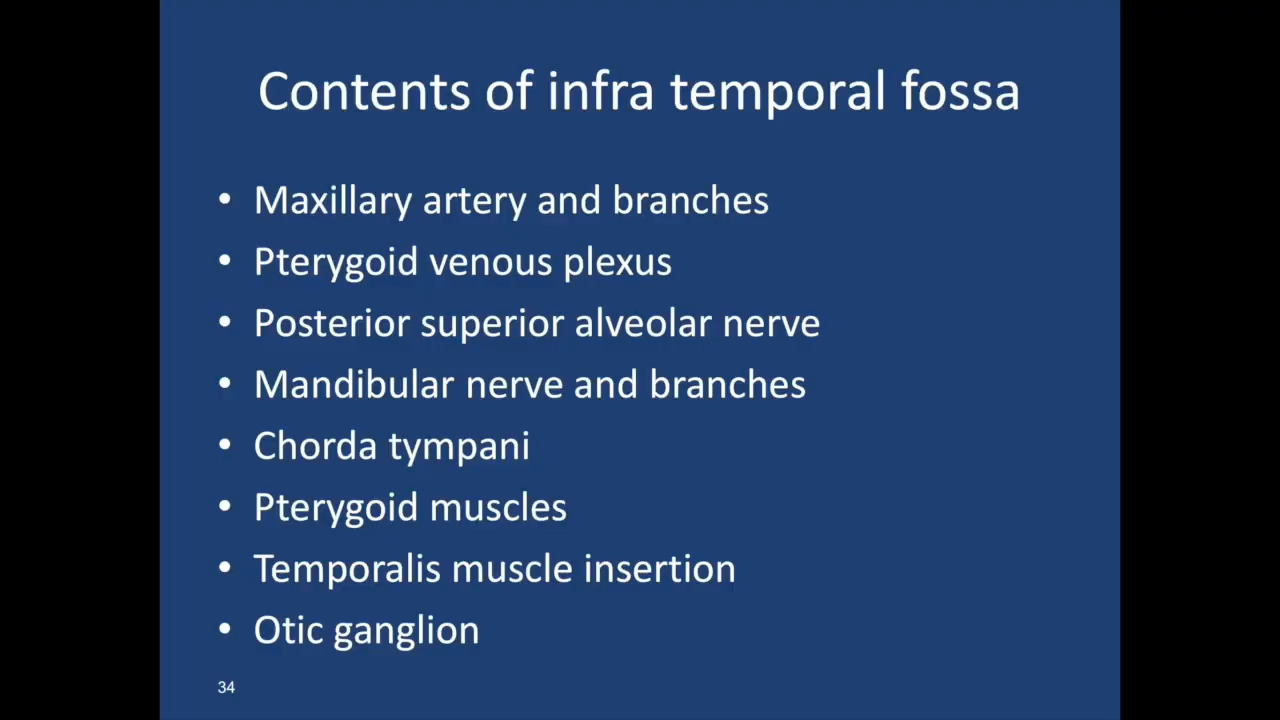 Contents of infra temporal fossa
• Maxillary artery and branches
• Pterygoid venous plexus
• Posterior superior alveolar nerve
• Mandibular nerve and branches
• Chorda tympani
• Pterygoid muscles
• Temporalis muscle insertion
• Otic ganglion
34